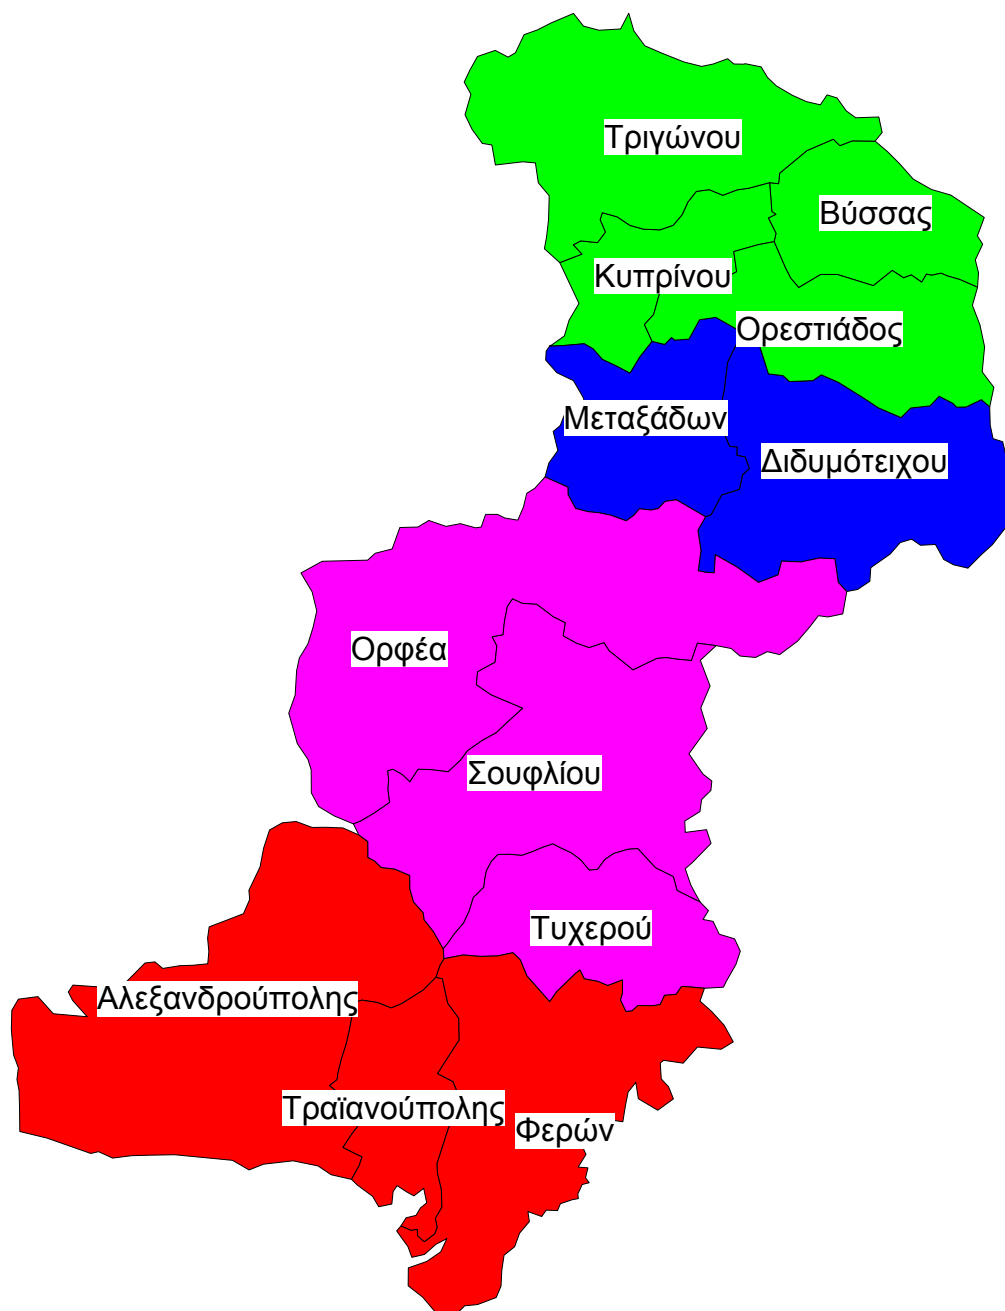 Τριγώνου
Βύσσας
Κυπρίνου
Ορεστιάδος
Μεταξάδων
Διδυμότειχου
Ορφέα
Σουφλίου
Τυχερού
Αλεξανδρούπολης
Τραϊανούπολης
Φερών